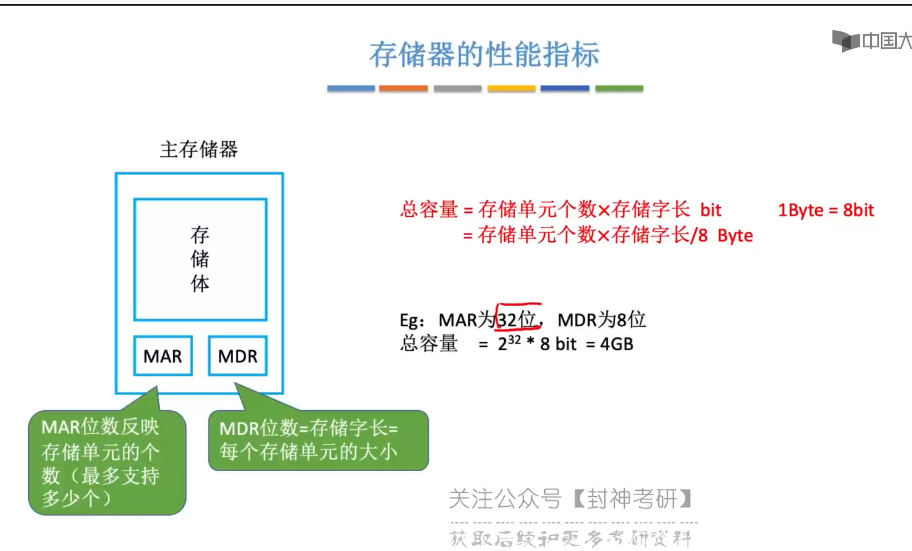 中国大
存储器的性能指标
主存储器
存
储
体
MAR
MDR
MAR位数反映
存储单元的个
数（最多支持
多少个）
MDR位数=存储字长=
每个存储单元的大小
总容量 = 存储单元个数×存储字长 bit 1Byte = 8bit
= 存储单元个数×存储字长/8 Byte
Eg：MAR为32位，MDR为8位
总容量 = 2³² * 8 bit = 4GB
关注公众号【封神考研】
获取后续和更多考研资料